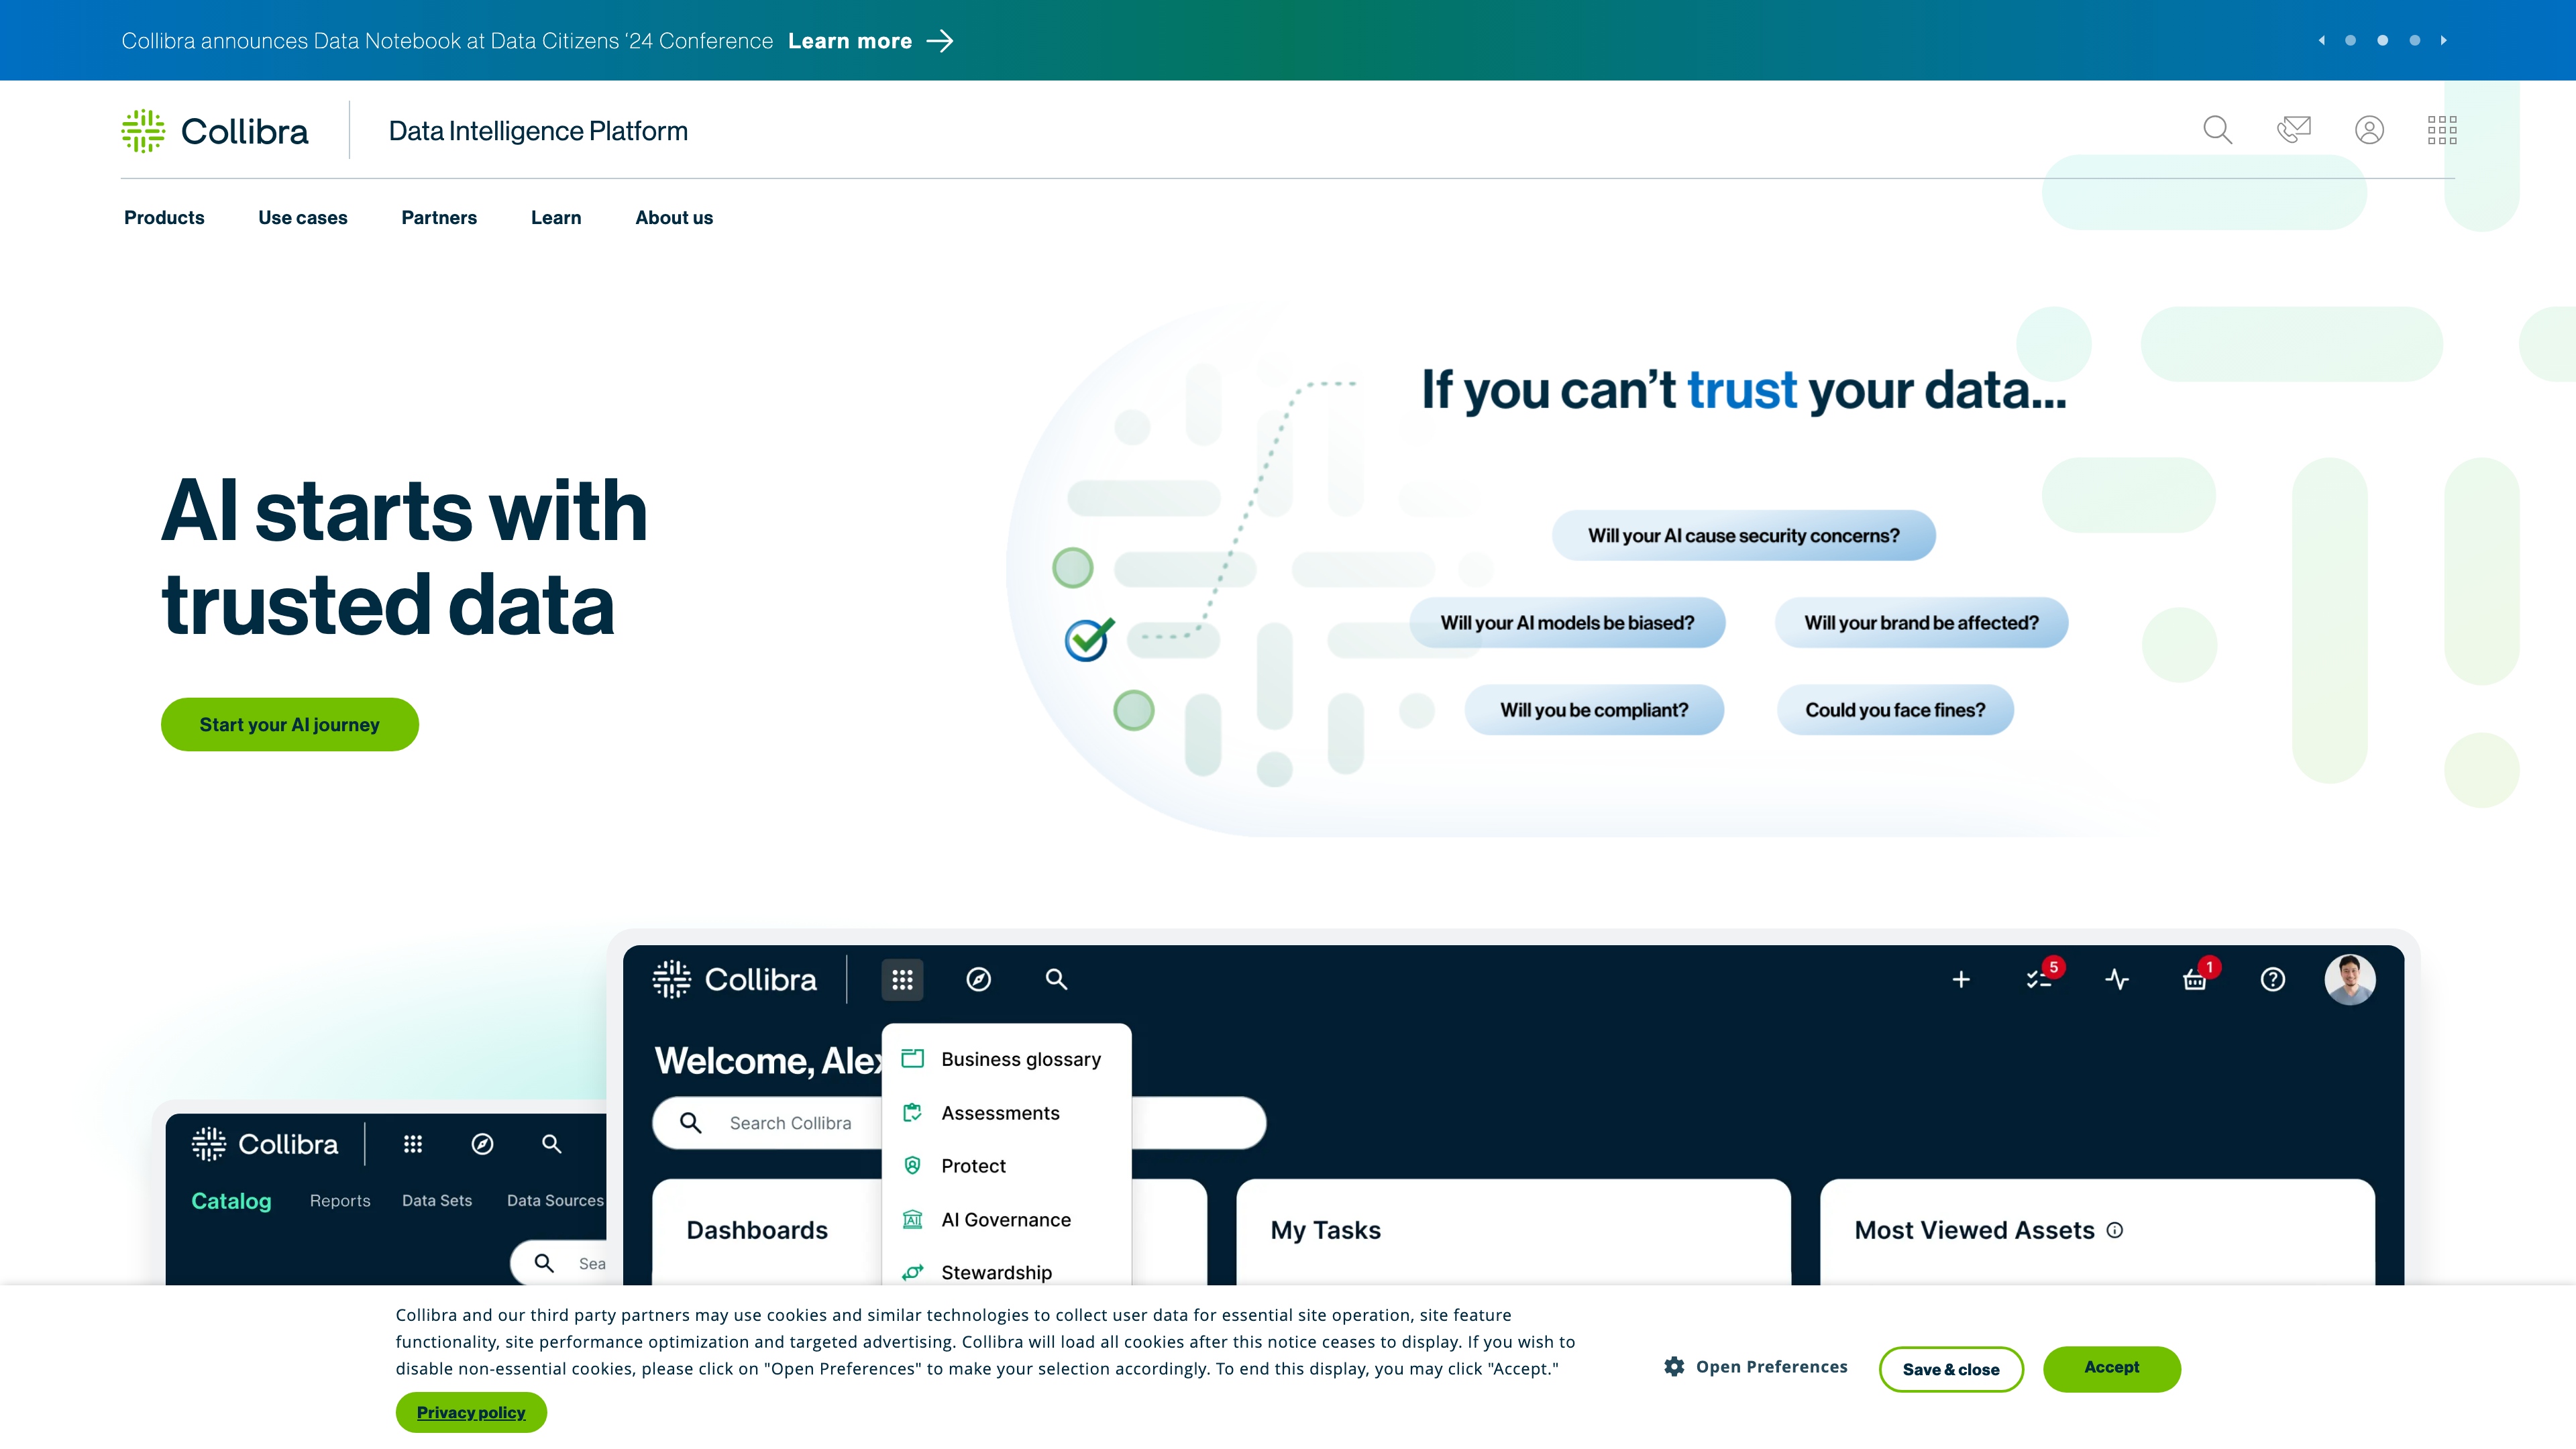 Collibra announces Data Notebook at Data Citizens ‘24 Conference Learn more
Collibra
Data Intelligence Platform
Products
Use cases
Partners
Learn
About us
If you can’t trust your data...
AI starts with
trusted data
Will your AI cause security concerns?
Will your AI models be biased?
Will your brand be affected?
Will you be compliant?
Could you face fines?
Start your AI journey
Collibra
5
1
Welcome, Alex
Business glossary
Search Collibra
Assessments
Protect
AI Governance
Stewardship
Dashboards
My Tasks
Most Viewed Assets
Collibra
Catalog
Reports
Data Sets
Data Sources
Sea
Collibra and our third party partners may use cookies and similar technologies to collect user data for essential site operation, site feature
functionality, site performance optimization and targeted advertising. Collibra will load all cookies after this notice ceases to display. If you wish to
disable non-essential cookies, please click on "Open Preferences" to make your selection accordingly. To end this display, you may click "Accept."
Privacy policy
Open Preferences
Save & close
Accept